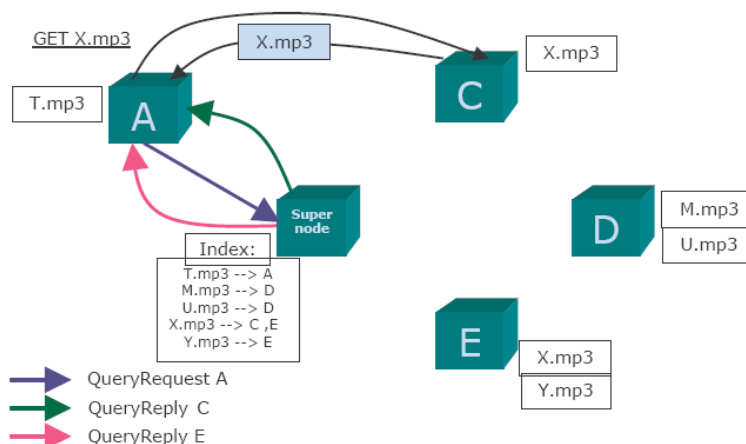 GET X.mp3
X.mp3
X.mp3
T.mp3
A
C
Super
node
M.mp3
D
U.mp3
Index:
T.mp3 --> A
M.mp3 --> D
U.mp3 --> D
X.mp3 --> C ,E
Y.mp3 --> E
E
X.mp3
Y.mp3
QueryRequest A
QueryReply C
QueryReply E